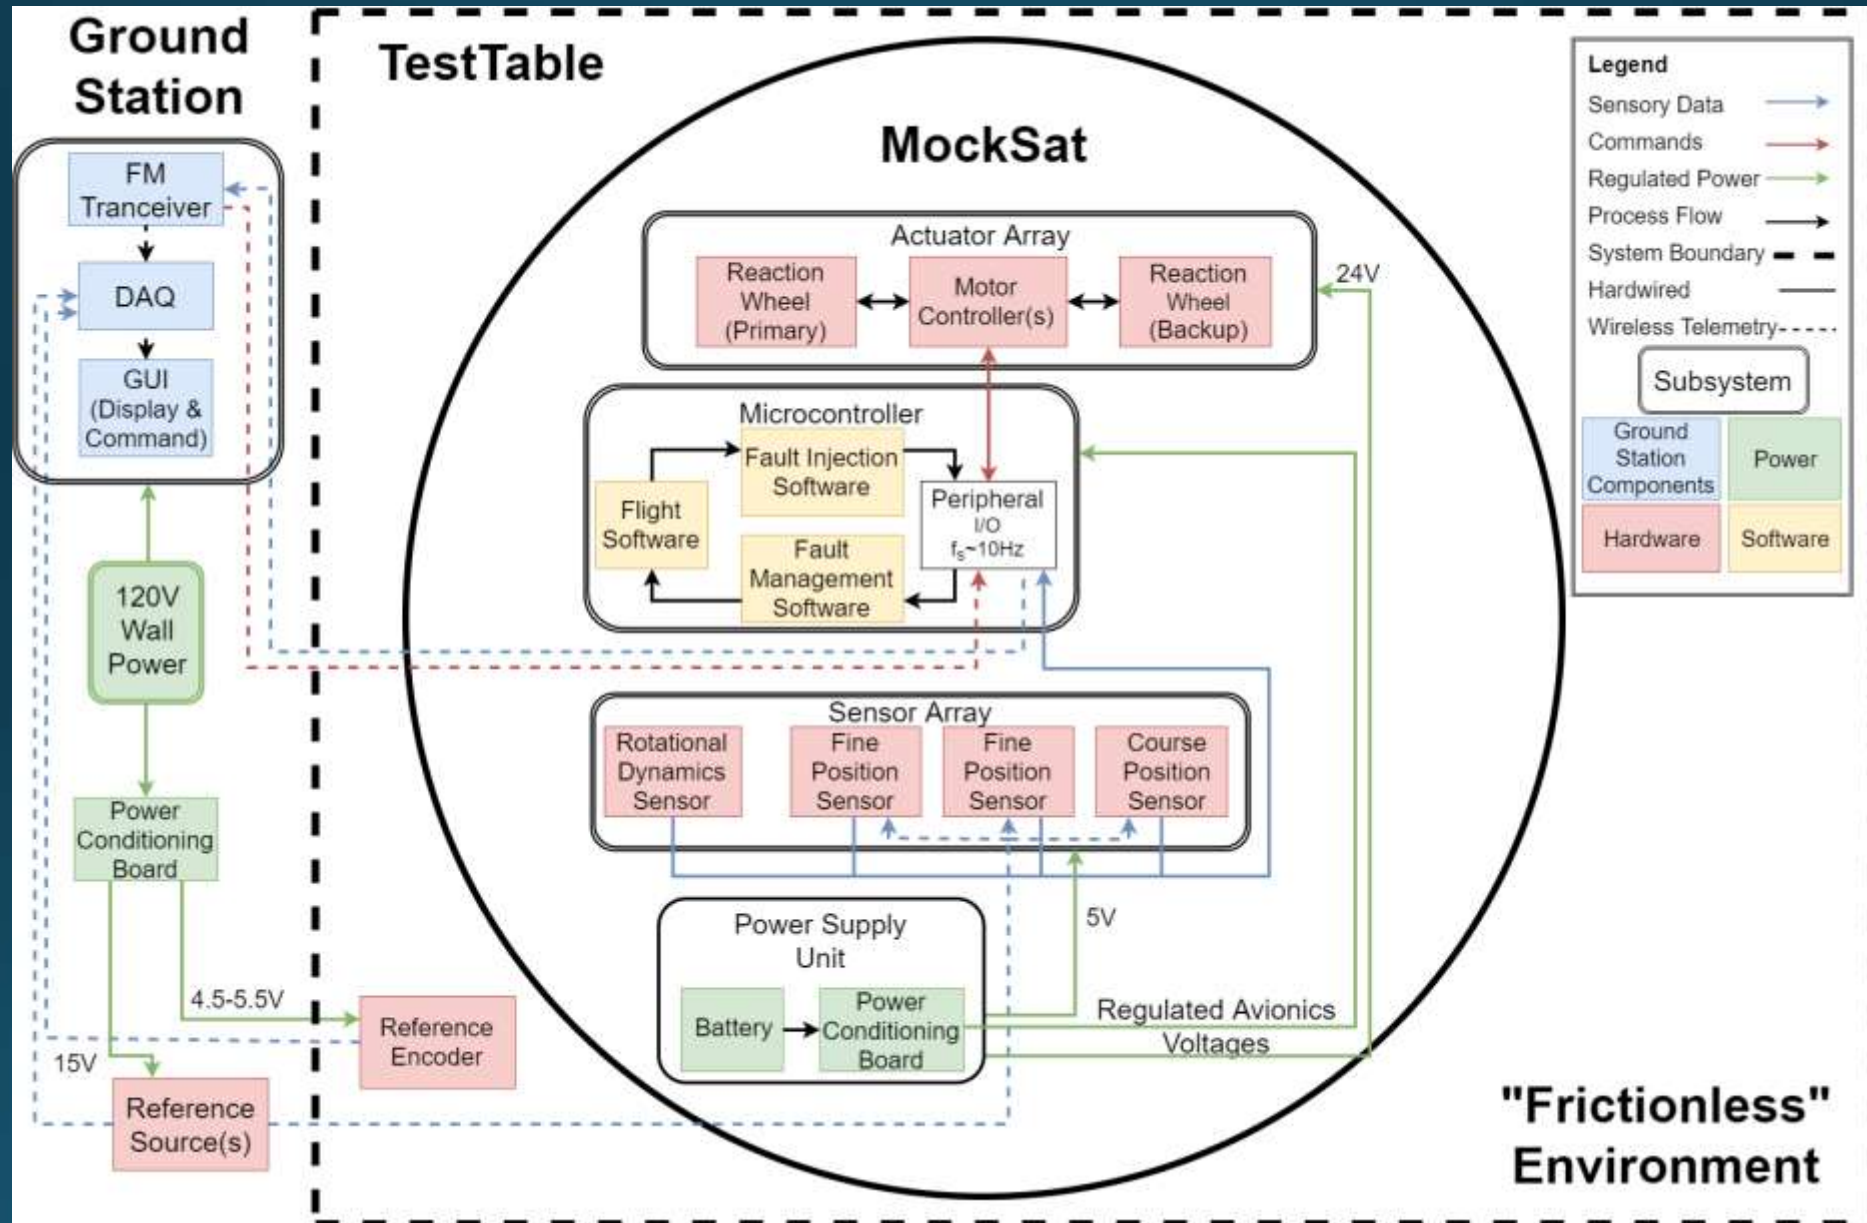 Ground
Station
FM
Tranceiver
DAQ
GUI
(Display &
Command)
120V
Wall
Power
Power
Conditioning
Board
4.5-5.5V
15V
Reference
Source(s)
Reference
Encoder
TestTable
MockSat
Actuator Array
Reaction
Wheel
(Primary)
Motor
Controller(s)
Reaction
Wheel
(Backup)
24V
Microcontroller
Fault Injection
Software
Flight
Software
Peripheral
I/O
fs~10Hz
Fault
Management
Software
Sensor Array
Rotational
Dynamics
Sensor
Fine
Position
Sensor
Fine
Position
Sensor
Course
Position
Sensor
5V
Power Supply
Unit
Battery
Power
Conditioning
Board
Regulated Avionics
Voltages
"Frictionless"
Environment
Legend
Sensory Data
Commands
Regulated Power
Process Flow
System Boundary
Hardwired
Wireless Telemetry
Subsystem
Ground
Station
Components
Power
Hardware
Software